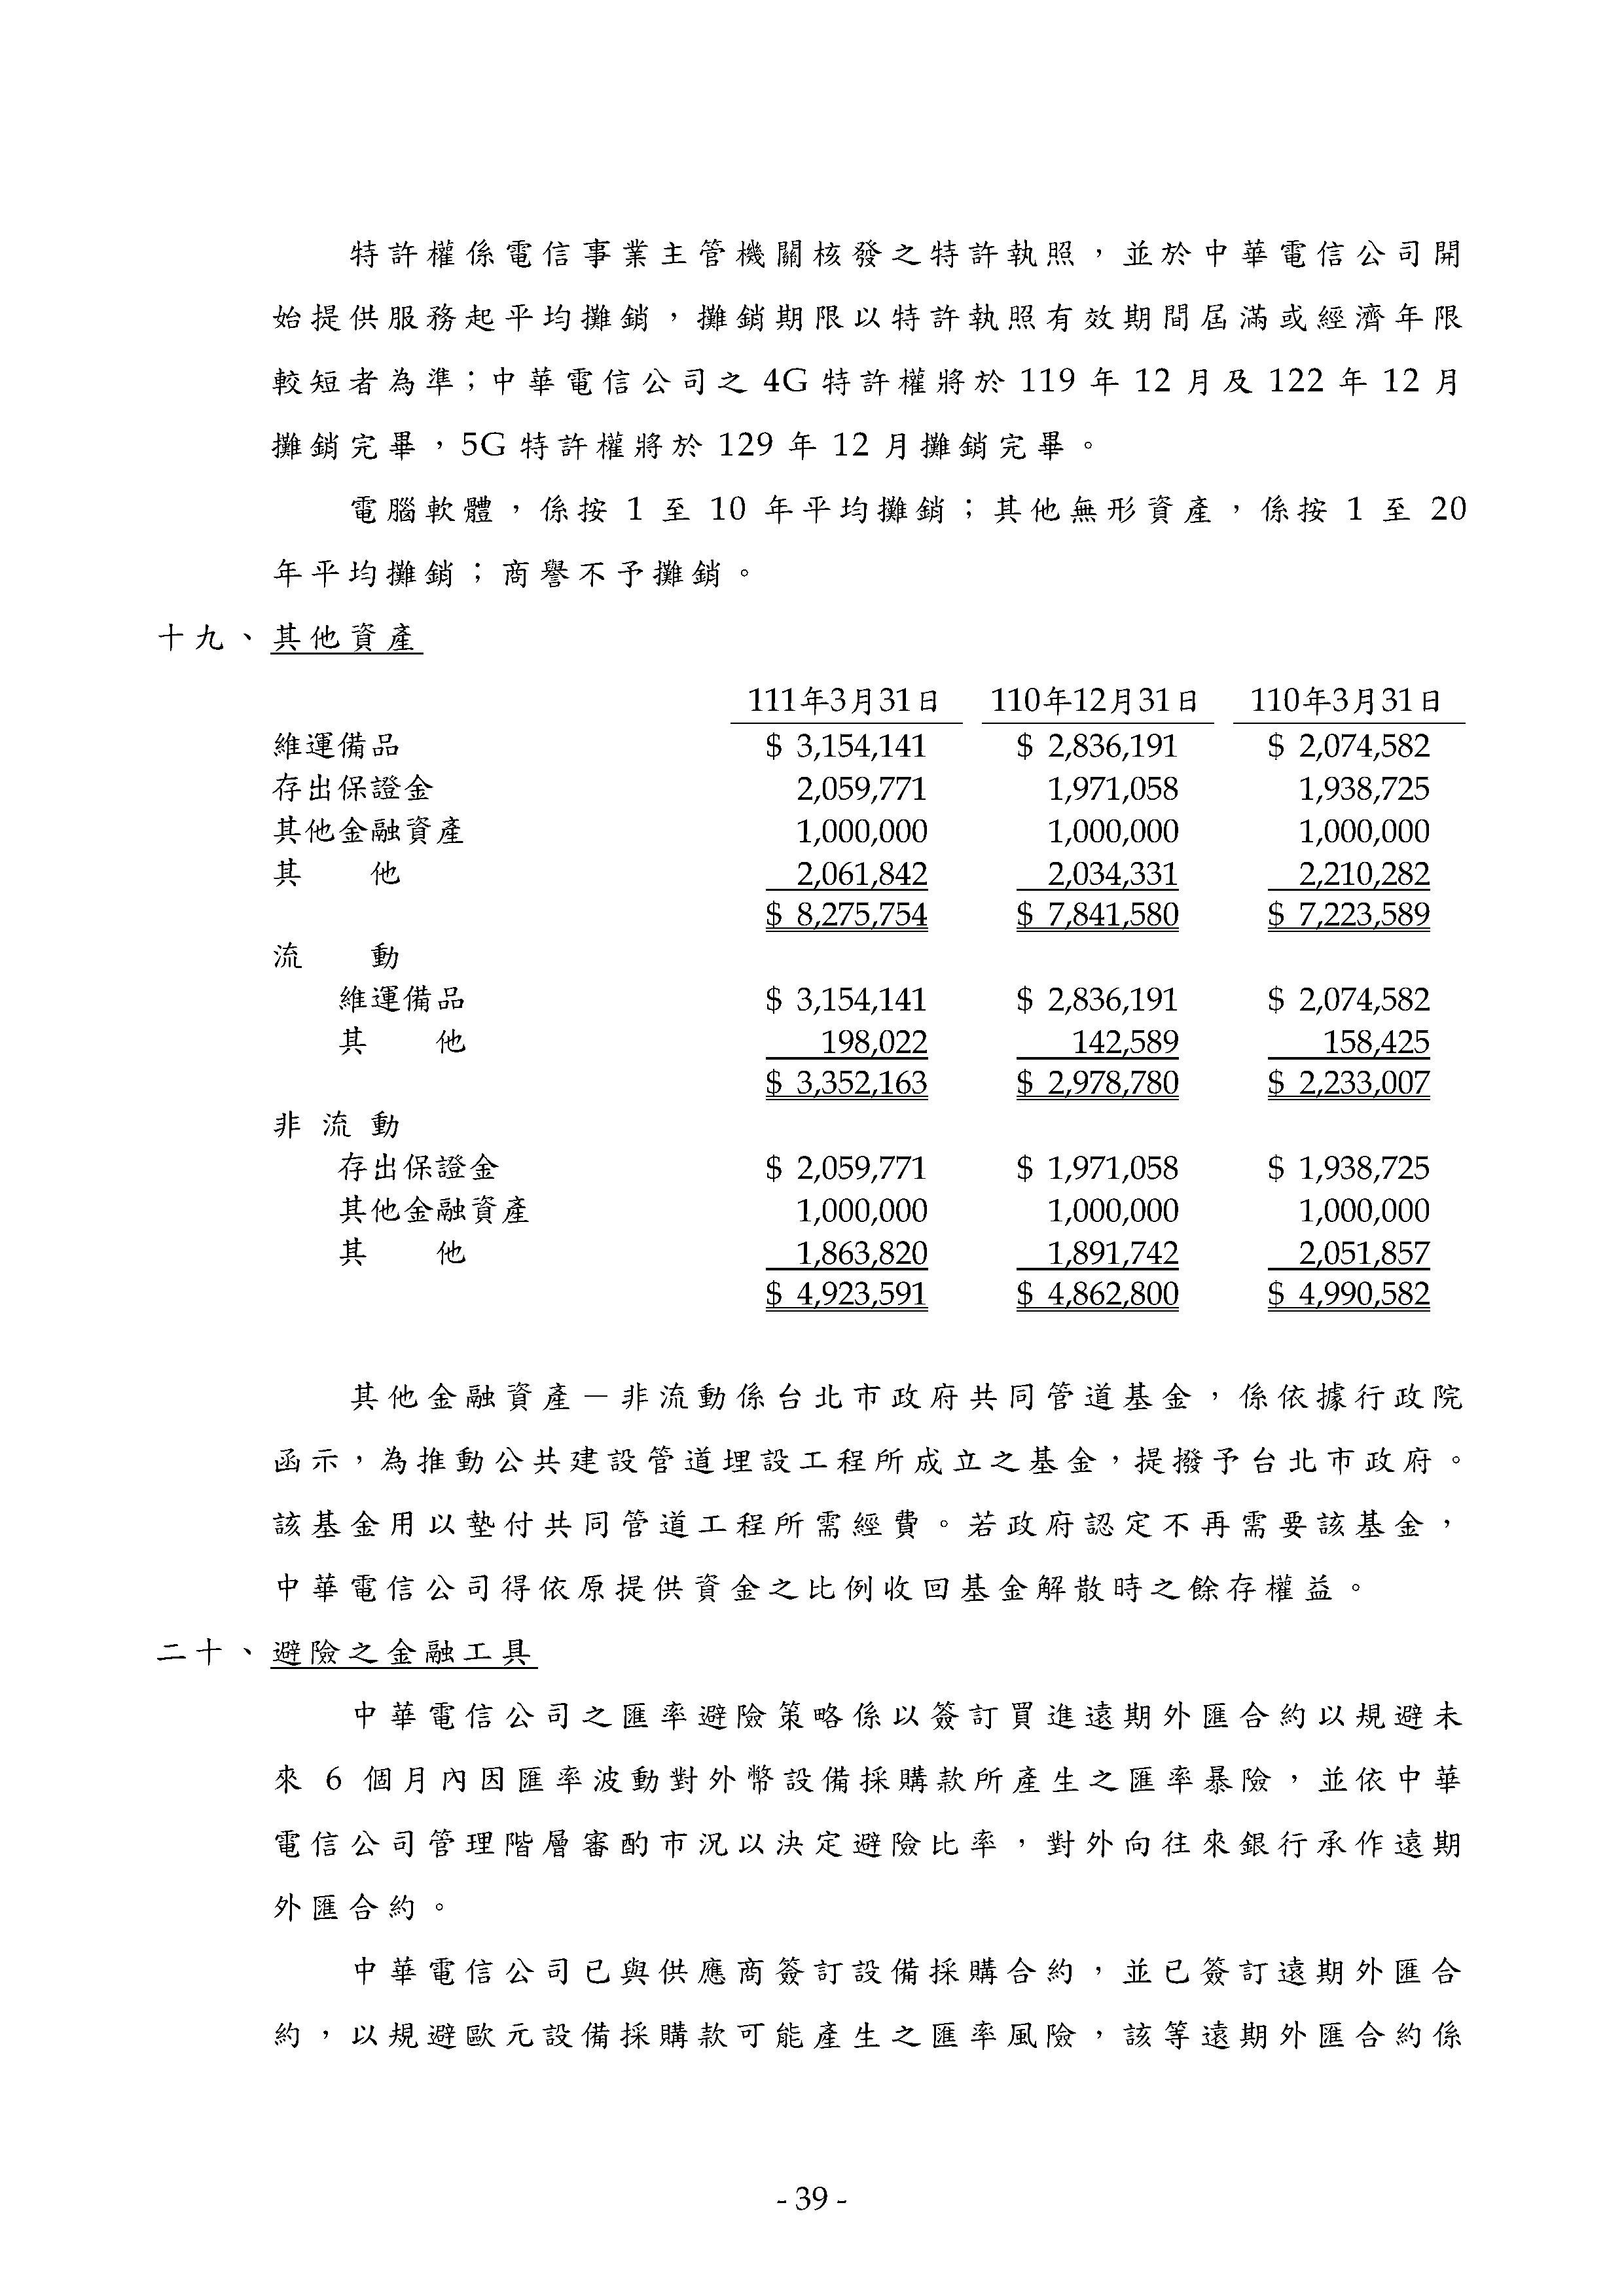 特許權係電信事業主管機關核發之特許執照，並於中華電信公司開
始提供服務起平均攤銷，攤銷期限以特許執照有效期間屆滿或經濟年限
較短者為準；中華電信公司之 4G 特許權將於 119 年 12 月及 122 年 12 月
攤銷完畢，5G 特許權將於 129 年 12 月攤銷完畢。
電腦軟體，係按 1 至 10 年平均攤銷；其他無形資產，係按 1 至 20
年平均攤銷；商譽不予攤銷。
十九、其他資產
111年3月31日 110年12月31日 110年3月31日
維運備品 $ 3,154,141 $ 2,836,191 $ 2,074,582
存出保證金 2,059,771 1,971,058 1,938,725
其他金融資產 1,000,000 1,000,000 1,000,000
其 他 2,061,842 2,034,331 2,210,282
$ 8,275,754 $ 7,841,580 $ 7,223,589
流 動
維運備品 $ 3,154,141 $ 2,836,191 $ 2,074,582
其 他 198,022 142,589 158,425
$ 3,352,163 $ 2,978,780 $ 2,233,007
非 流 動
存出保證金 $ 2,059,771 $ 1,971,058 $ 1,938,725
其他金融資產 1,000,000 1,000,000 1,000,000
其 他 1,863,820 1,891,742 2,051,857
$ 4,923,591 $ 4,862,800 $ 4,990,582
其他金融資產－非流動係台北市政府共同管道基金，係依據行政院
函示，為推動公共建設管道埋設工程所成立之基金，提撥予台北市政府。
該基金用以墊付共同管道工程所需經費。若政府認定不再需要該基金，
中華電信公司得依原提供資金之比例收回基金解散時之餘存權益。
二十、避險之金融工具
中華電信公司之匯率避險策略係以簽訂買進遠期外匯合約以規避未
來 6 個月內因匯率波動對外幣設備採購款所產生之匯率暴險，並依中華
電信公司管理階層審酌市況以決定避險比率，對外向往來銀行承作遠期
外匯合約。
中華電信公司已與供應商簽訂設備採購合約，並已簽訂遠期外匯合
約，以規避歐元設備採購款可能產生之匯率風險，該等遠期外匯合約係
- 39 -